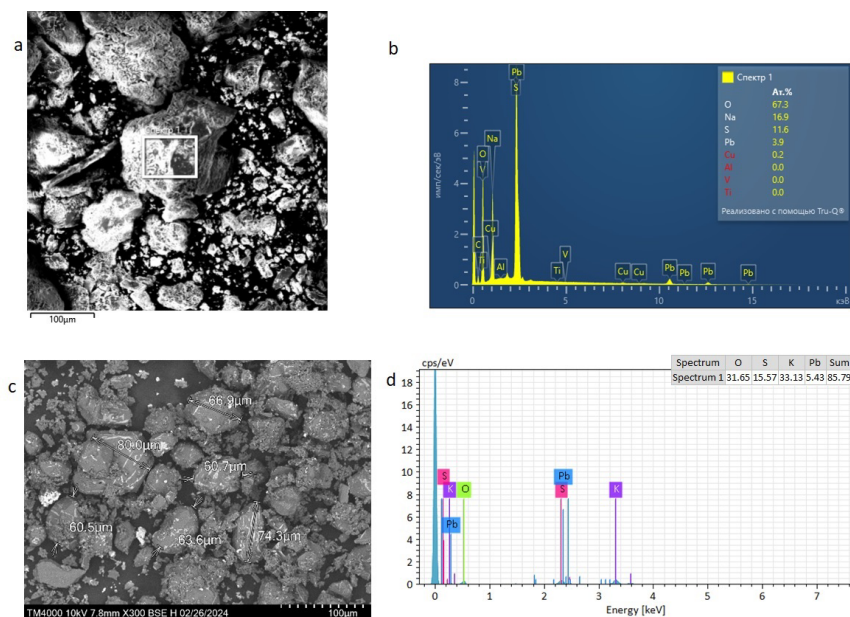 a
Спектр 1
100µm
b
имп/сек/эВ
8
6
4
2
0
Pb
S
Na
O
V
Cu
C
Ti
Al
Ti
V
Cu
Cu
Pb
Pb
Pb
Pb
0
5
10
15
кэВ
Спектр 1
Ат.%
O 67.3
Na 16.9
S 11.6
Pb 3.9
Cu 0.2
Al 0.0
V 0.0
Ti 0.0
Реализовано с помощью Tru-Q®
c
66.9µm
80.0µm
60.5µm
63.6µm
74.3µm
TM4000 10kV 7.8mm X300 BSE H 02/26/2024
100µm
d
cps/eV
Spectrum O S K Pb Sum
Spectrum 1 31.65 15.57 33.13 5.43 85.79
18
16
14
12
10
8
6
4
2
0
S
K
O
Pb
Pb
S
K
0 1 2 3 4 5 6 7
Energy [keV]